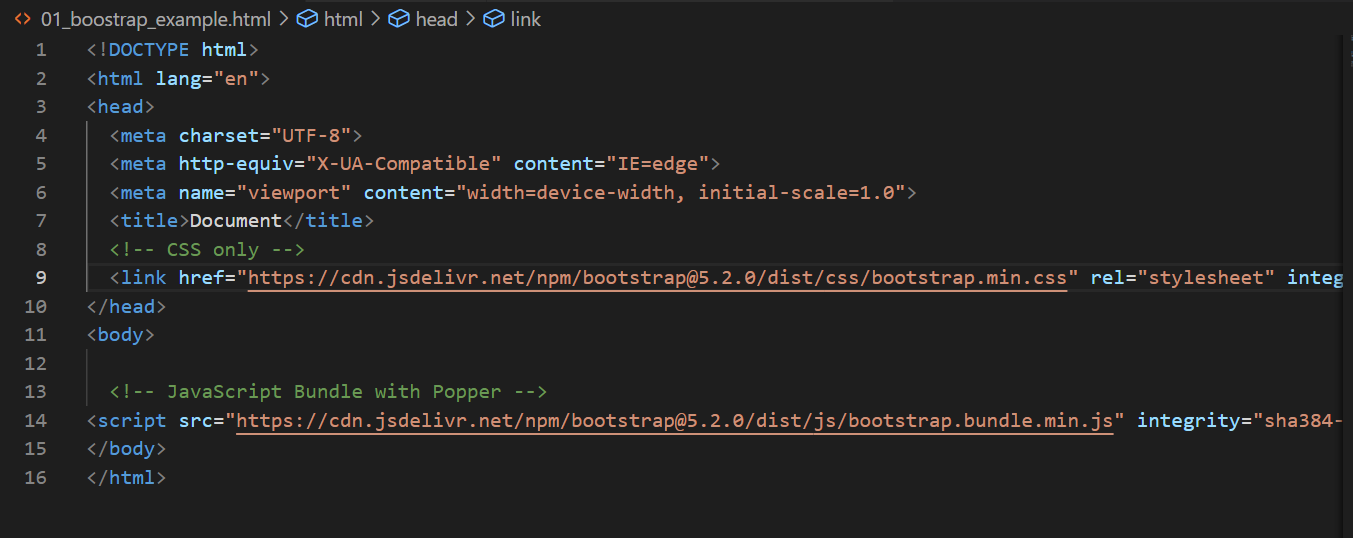 01_boostrap_example.html > html > head > link
1 <!DOCTYPE html>
2 <html lang="en">
3 <head>
4 <meta charset="UTF-8">
5 <meta http-equiv="X-UA-Compatible" content="IE=edge">
6 <meta name="viewport" content="width=device-width, initial-scale=1.0">
7 <title>Document</title>
8 <!-- CSS only -->
9 <link href="https://cdn.jsdelivr.net/npm/bootstrap@5.2.0/dist/css/bootstrap.min.css" rel="stylesheet" integ
10 </head>
11 <body>
12
13 <!-- JavaScript Bundle with Popper -->
14 <script src="https://cdn.jsdelivr.net/npm/bootstrap@5.2.0/dist/js/bootstrap.bundle.min.js" integrity="sha384-
15 </body>
16 </html>